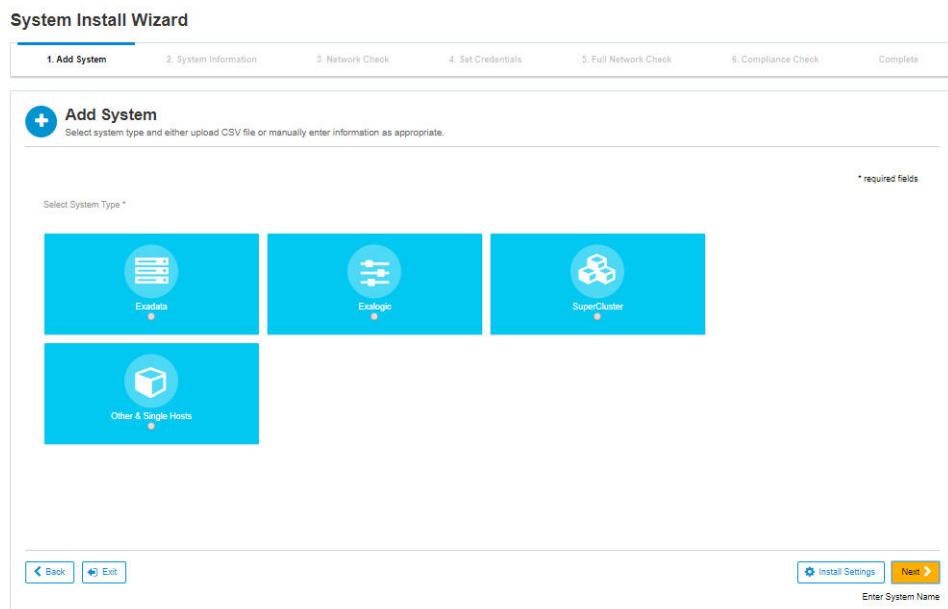 System Install Wizard
1. Add System
2. System Information
3. Network Check
4. Set Credentials
5. Full Network Check
6. Compliance Check
Complete
Add System
Select system type and either upload CSV file or manually enter information as appropriate.
* required fields
Select System Type *
Exadata
Exalogic
SuperCluster
Other & Single Hosts
Back
Exit
Install Settings
Next
Enter System Name